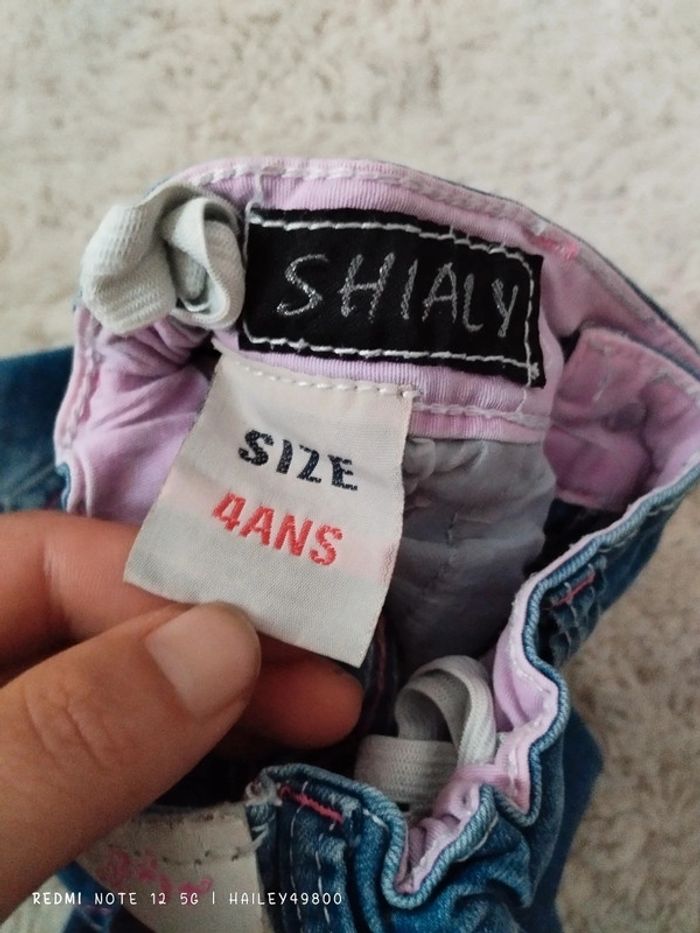 SHIALY
SIZE
4ANS
REDMI NOTE 12 5G | HAILEY49800